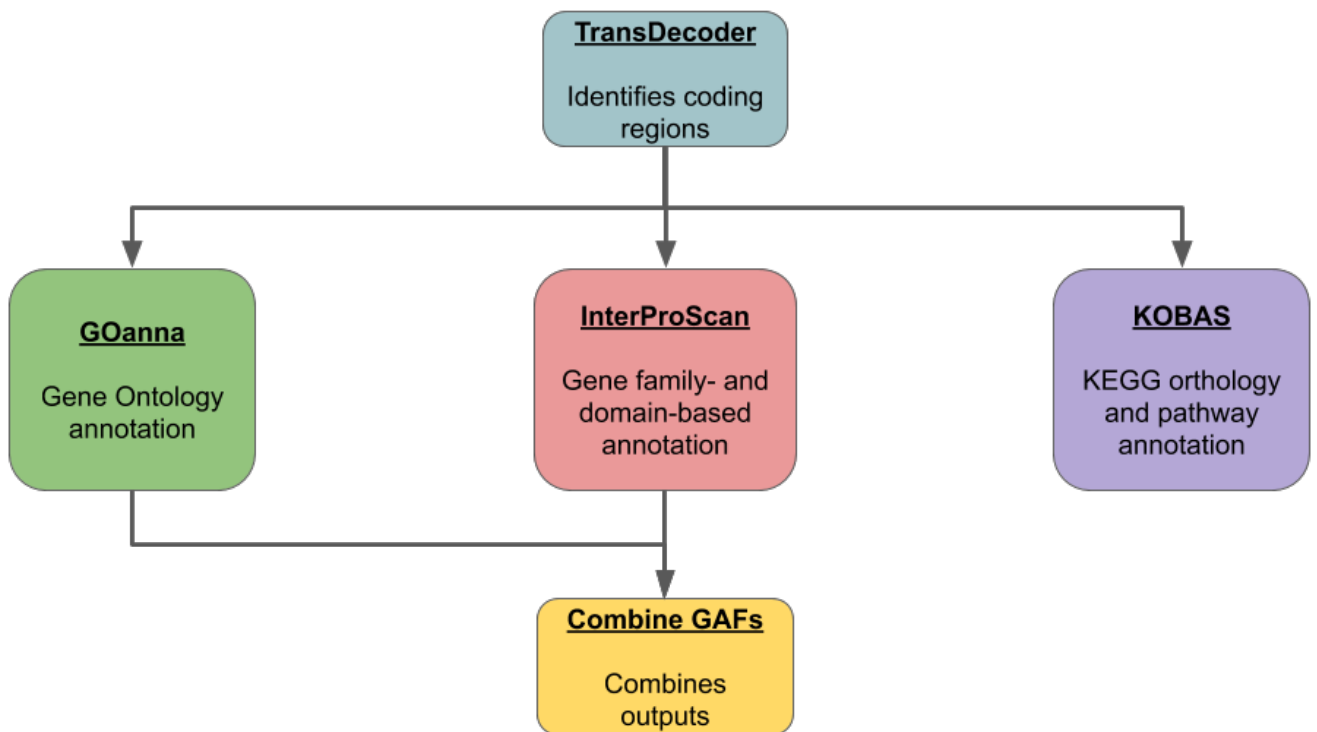 TransDecoder
Identifies coding
regions
GOanna
Gene Ontology
annotation
InterProScan
Gene family- and
domain-based
annotation
KOBAS
KEGG orthology
and pathway
annotation
Combine GAFs
Combines
outputs